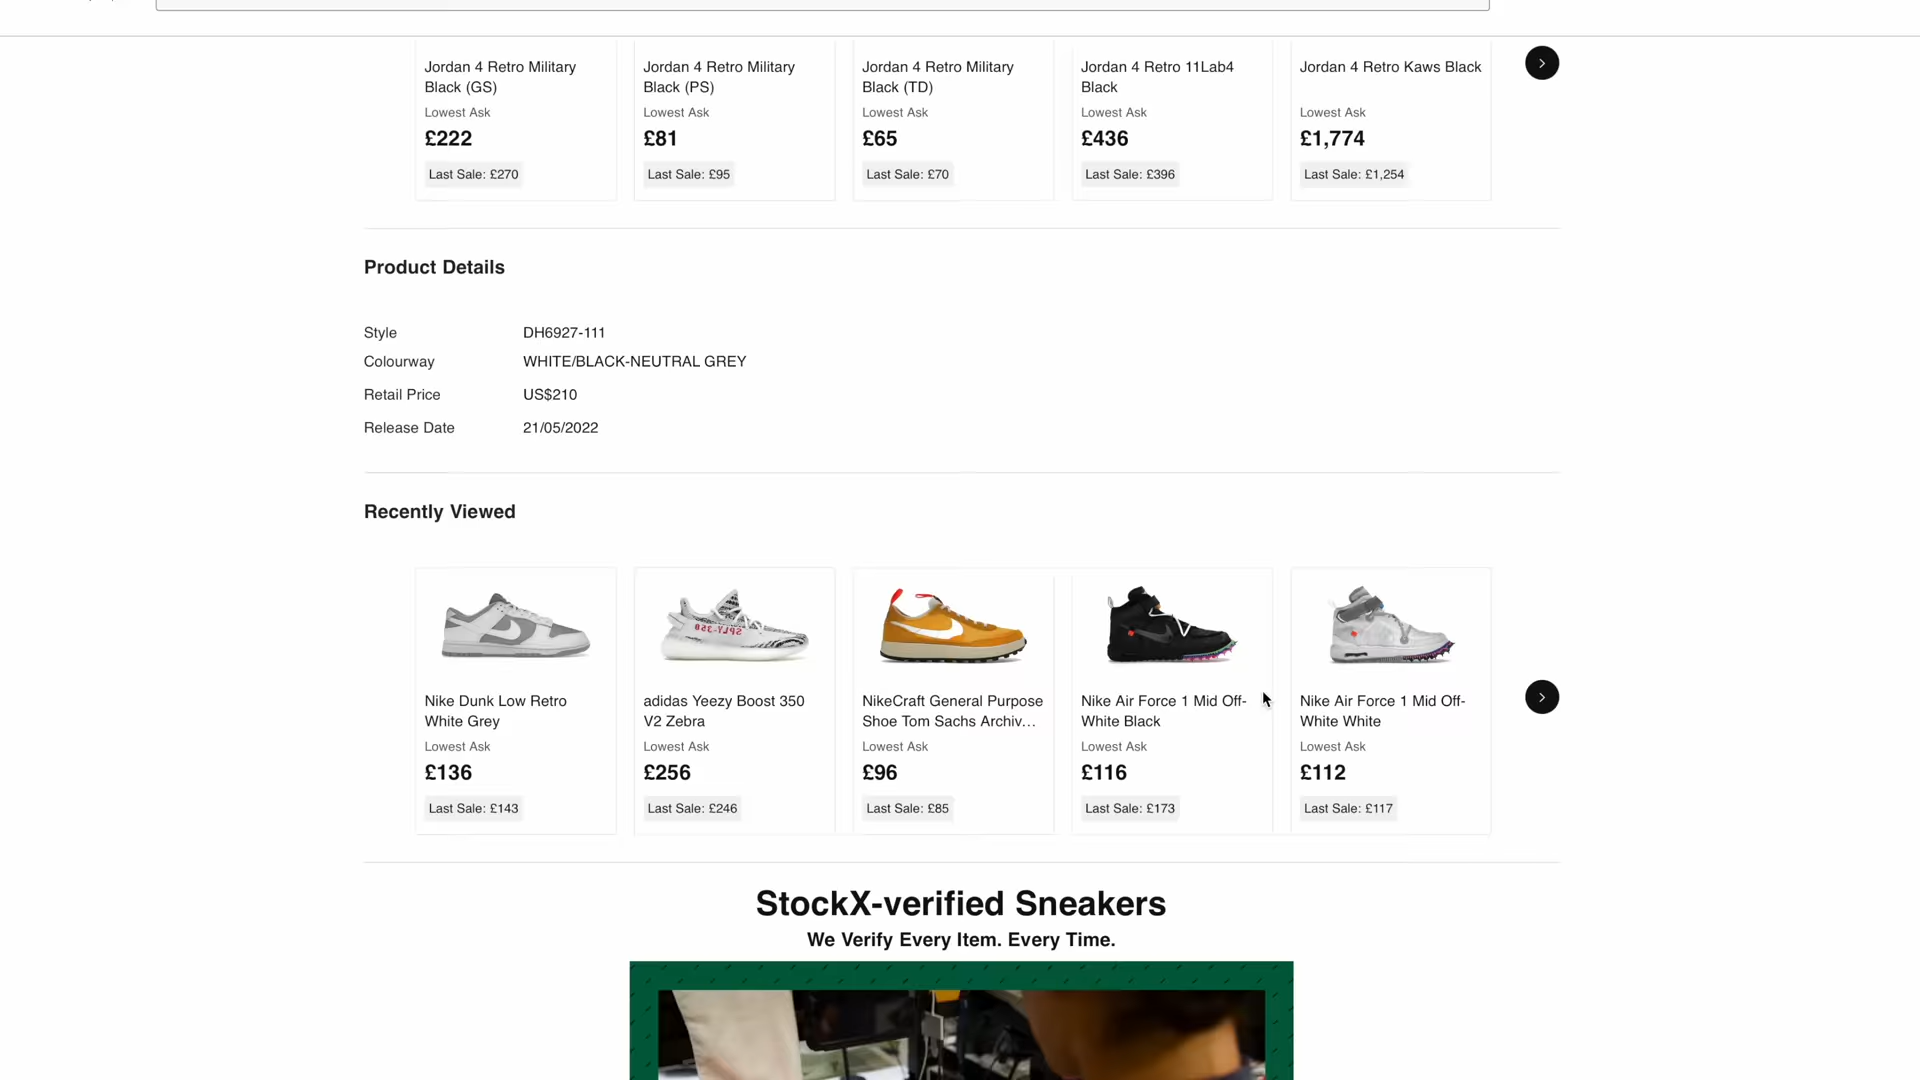 Jordan 4 Retro Military
Black (GS)
Lowest Ask
£222
Last Sale: £270
Jordan 4 Retro Military
Black (PS)
Lowest Ask
£81
Last Sale: £95
Jordan 4 Retro Military
Black (TD)
Lowest Ask
£65
Last Sale: £70
Jordan 4 Retro 11Lab4
Black
Lowest Ask
£436
Last Sale: £396
Jordan 4 Retro Kaws Black
Lowest Ask
£1,774
Last Sale: £1,254
Product Details
Style DH6927-111
Colourway WHITE/BLACK-NEUTRAL GREY
Retail Price US$210
Release Date 21/05/2022
Recently Viewed
Nike Dunk Low Retro
White Grey
Lowest Ask
£136
Last Sale: £143
adidas Yeezy Boost 350
V2 Zebra
Lowest Ask
£256
Last Sale: £246
NikeCraft General Purpose
Shoe Tom Sachs Archiv...
Lowest Ask
£96
Last Sale: £85
Nike Air Force 1 Mid Off-
White Black
Lowest Ask
£116
Last Sale: £173
Nike Air Force 1 Mid Off-
White White
Lowest Ask
£112
Last Sale: £117
StockX-verified Sneakers
We Verify Every Item. Every Time.